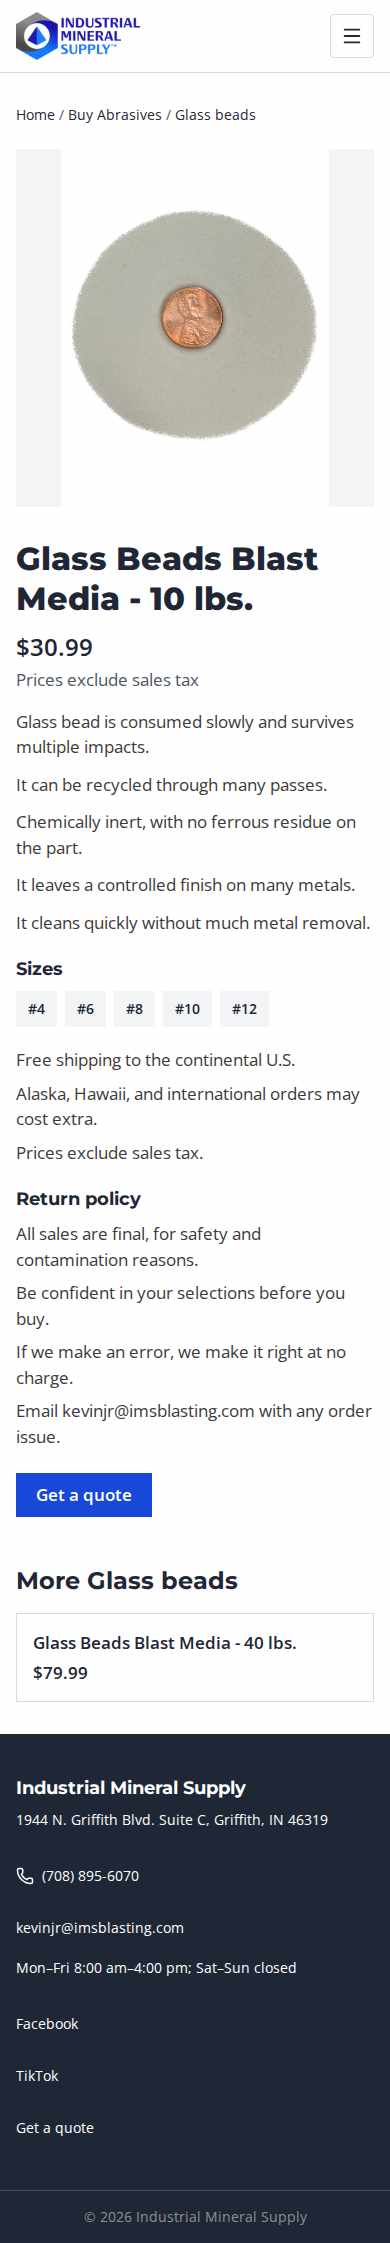 INDUSTRIAL
MINERAL
SUPPLY™
Home / Buy Abrasives / Glass beads
Glass Beads Blast
Media - 10 lbs.
$30.99
Prices exclude sales tax
Glass bead is consumed slowly and survives
multiple impacts.
It can be recycled through many passes.
Chemically inert, with no ferrous residue on
the part.
It leaves a controlled finish on many metals.
It cleans quickly without much metal removal.
Sizes
#4 #6 #8 #10 #12
Free shipping to the continental U.S.
Alaska, Hawaii, and international orders may
cost extra.
Prices exclude sales tax.
Return policy
All sales are final, for safety and
contamination reasons.
Be confident in your selections before you
buy.
If we make an error, we make it right at no
charge.
Email kevinjr@imsblasting.com with any order
issue.
Get a quote
More Glass beads
Glass Beads Blast Media - 40 lbs.
$79.99
Industrial Mineral Supply
1944 N. Griffith Blvd. Suite C, Griffith, IN 46319
(708) 895-6070
kevinjr@imsblasting.com
Mon–Fri 8:00 am–4:00 pm; Sat–Sun closed
Facebook
TikTok
Get a quote
© 2026 Industrial Mineral Supply